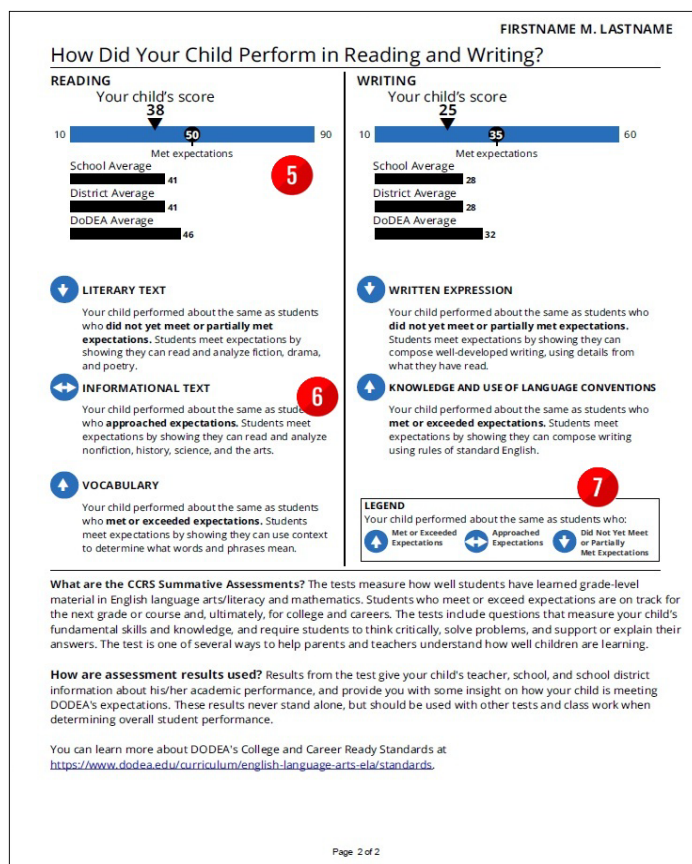 FIRSTNAME M. LASTNAME
How Did Your Child Perform in Reading and Writing?
READING
Your child's score
38
10
50
90
Met expectations
School Average
41
District Average
41
DoDEA Average
46
5
LITERARY TEXT
Your child performed about the same as students
who did not yet meet or partially met
expectations. Students meet expectations by
showing they can read and analyze fiction, drama,
and poetry.
INFORMATIONAL TEXT
6
Your child performed about the same as
who approached expectations. Students meet
expectations by showing they can read and analyze
nonfiction, history, science, and the arts.
VOCABULARY
Your child performed about the same as students
who met or exceeded expectations. Students
meet expectations by showing they can use context
to determine what words and phrases mean.
WRITING
Your child's score
25
10
35
60
Met expectations
School Average
28
District Average
28
DoDEA Average
32
WRITTEN EXPRESSION
Your child performed about the same as students who
did not yet meet or partially met expectations.
Students meet expectations by showing they can
compose well-developed writing, using details from
what they have read.
KNOWLEDGE AND USE OF LANGUAGE CONVENTIONS
Your child performed about the same as students who
met or exceeded expectations. Students meet
expectations by showing they can compose writing
using rules of standard English.
7
LEGEND
Your child performed about the same as students who:
Met or Exceeded
Expectations
Approached
Expectations
Did Not Yet Meet
or Partially
Met Expectations
What are the CCRS Summative Assessments? The tests measure how well students have learned grade-level
material in English language arts/literacy and mathematics. Students who meet or exceed expectations are on track for
the next grade or course and, ultimately, for college and careers. The tests include questions that measure your child's
fundamental skills and knowledge, and require students to think critically, solve problems, and support or explain their
answers. The test is one of several ways to help parents and teachers understand how well children are learning.
How are assessment results used? Results from the test give your child's teacher, school, and school district
information about his/her academic performance, and provide you with some insight on how your child is meeting
DODEA's expectations. These results never stand alone, but should be used with other tests and class work when
determining overall student performance.
You can learn more about DODEA's College and Career Ready Standards at
https://www.dodea.edu/curriculum/english-language-arts-ela/standards.
Page 2 of 2